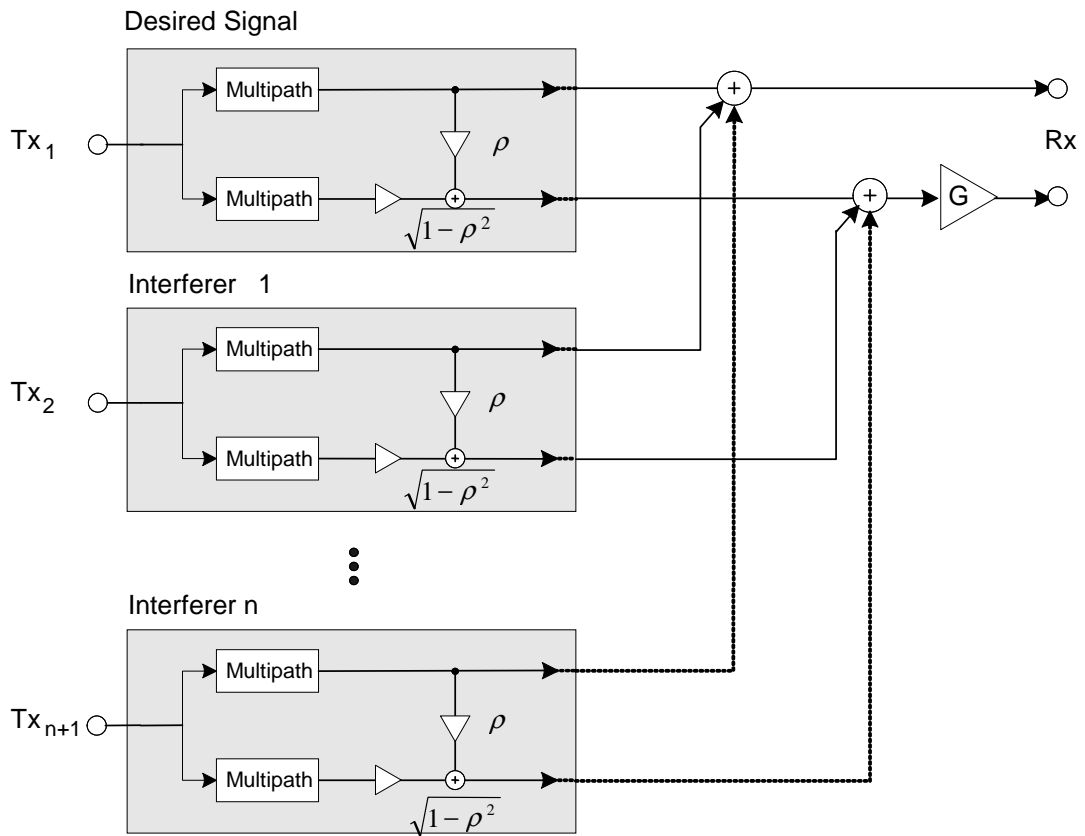 Desired Signal
Multipath
Tx1
ρ
Multipath
√1 − ρ²
+
+
+
G
Rx
Interferer 1
Multipath
Tx2
ρ
Multipath
+
√1 − ρ²
Interferer n
Multipath
Txn+1
ρ
Multipath
+
√1 − ρ²